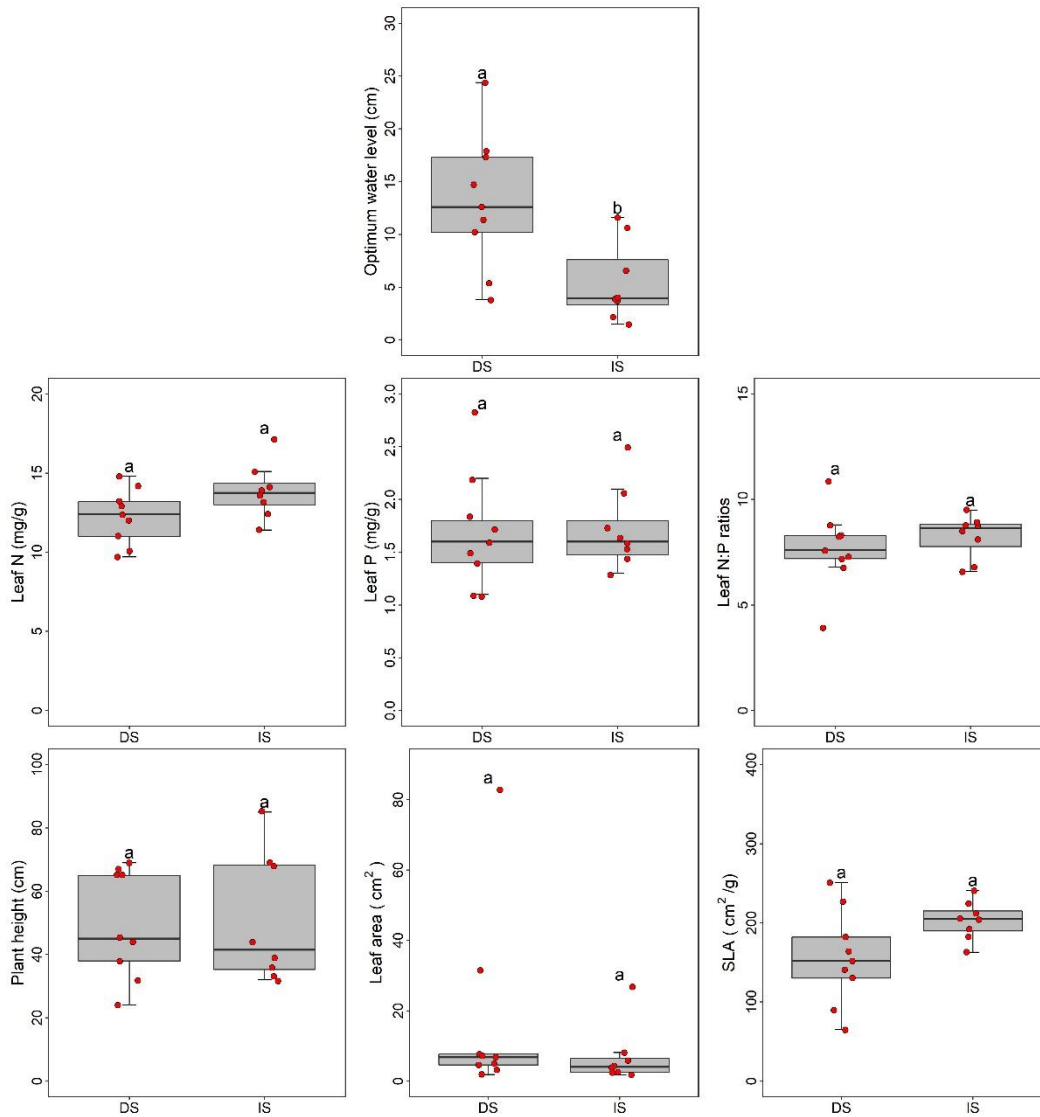 Optimum water level (cm)
30
25
20
15
10
5
0
a
b
DS IS
Leaf N (mg/g)
20
15
10
5
0
a
a
DS IS
Leaf P (mg/g)
3.0
2.5
2.0
1.5
1.0
0.5
0.0
a
a
DS IS
Leaf N:P ratios
15
10
5
0
a
a
DS IS
Plant height (cm)
100
80
60
40
20
0
a
a
DS IS
Leaf area ( cm²)
80
60
40
20
0
a
a
DS IS
SLA ( cm² /g)
400
300
200
100
0
a
a
DS IS